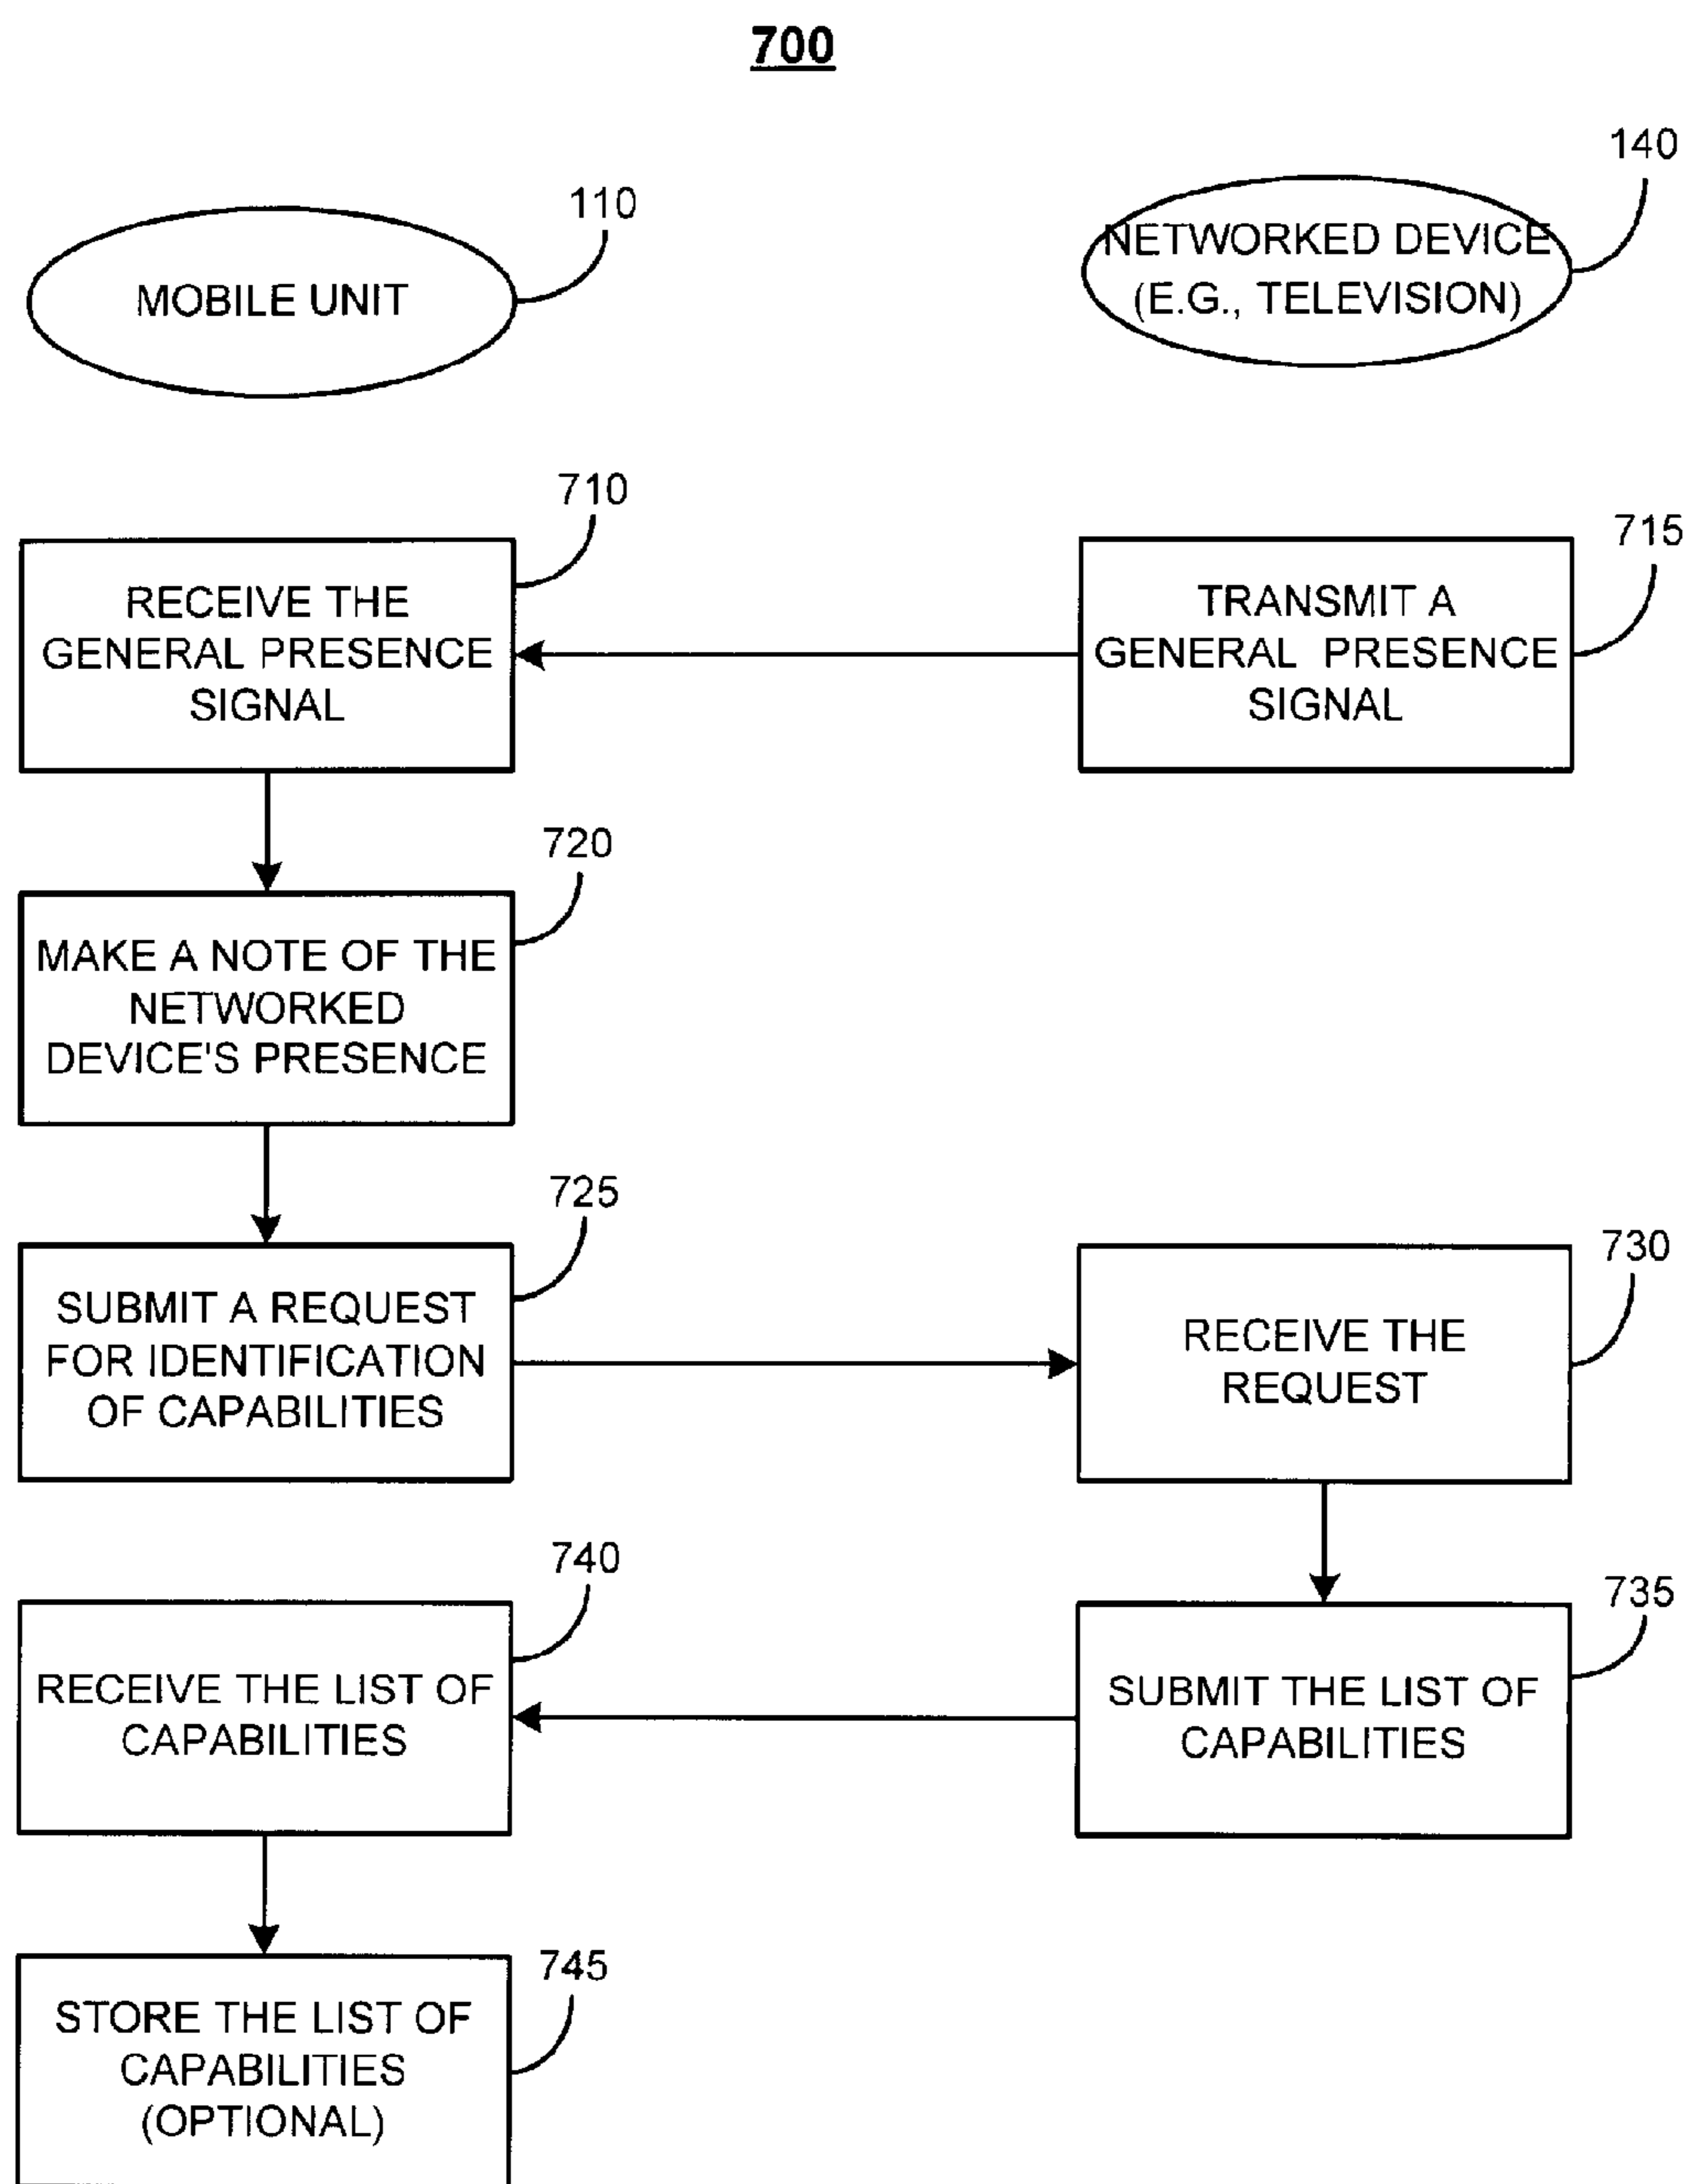 700
110
MOBILE UNIT
140
NETWORKED DEVICE
(E.G., TELEVISION)
710
RECEIVE THE
GENERAL PRESENCE
SIGNAL
715
TRANSMIT A
GENERAL PRESENCE
SIGNAL
720
MAKE A NOTE OF THE
NETWORKED
DEVICE'S PRESENCE
725
SUBMIT A REQUEST
FOR IDENTIFICATION
OF CAPABILITIES
730
RECEIVE THE
REQUEST
735
SUBMIT THE LIST OF
CAPABILITIES
740
RECEIVE THE LIST OF
CAPABILITIES
745
STORE THE LIST OF
CAPABILITIES
(OPTIONAL)